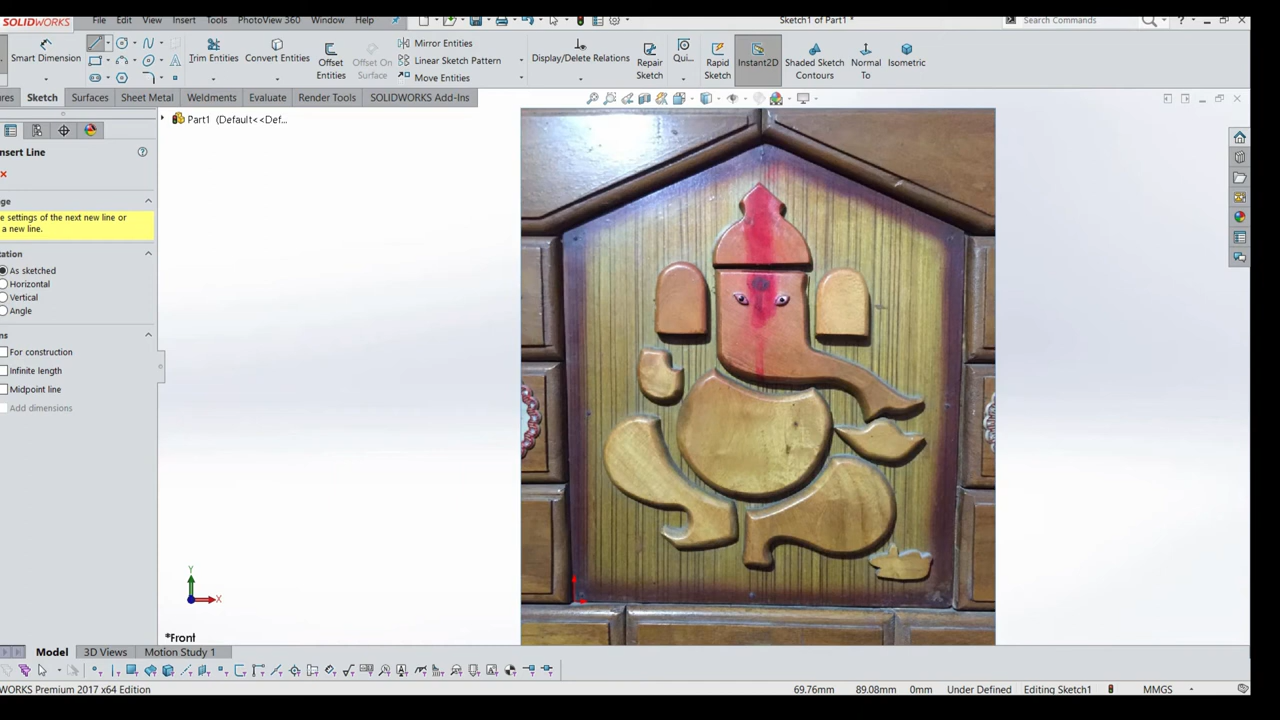 SOLIDWORKS File Edit View Insert Tools PhotoView 360 Window Help Sketch1 of Part1 * Search Commands
Smart Dimension Trim Entities Convert Entities Offset Entities Offset On Surface Mirror Entities Linear Sketch Pattern Move Entities Display/Delete Relations Repair Sketch Qui... Rapid Sketch Instant2D Shaded Sketch Contours Normal To Isometric
ures Sketch Surfaces Sheet Metal Weldments Evaluate Render Tools SOLIDWORKS Add-Ins
Part1 (Default<<Def...
nsert Line
ge
e settings of the next new line or
a new line.
tation
As sketched
Horizontal
Vertical
Angle
ns
For construction
Infinite length
Midpoint line
Add dimensions
Y
X
*Front
Model 3D Views Motion Study 1
WORKS Premium 2017 x64 Edition 69.76mm 89.08mm 0mm Under Defined Editing Sketch1 MMGS